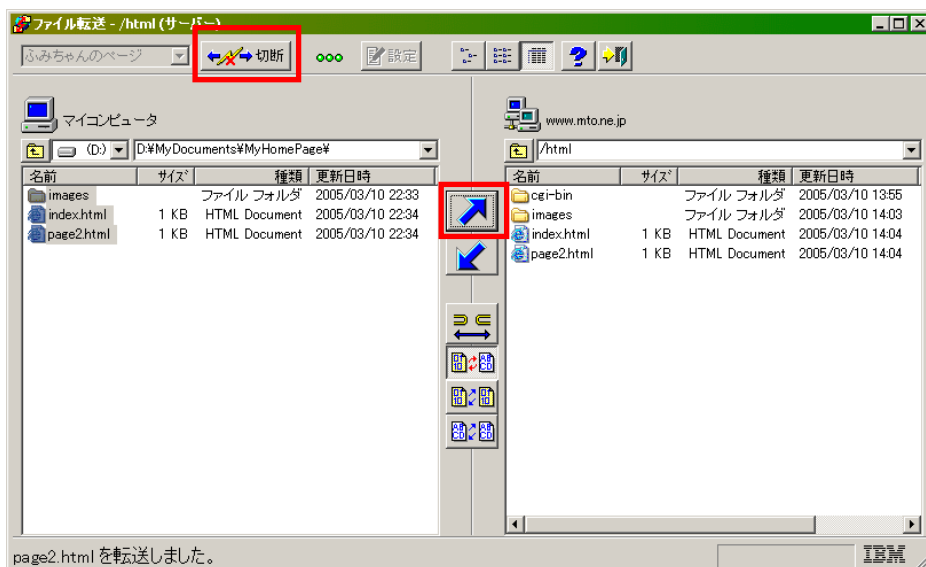 ファイル転送 - /html (サーバー)
ふみちゃんのページ 切断 設定
マイコンピュータ
www.mto.ne.jp
(D:) D:¥MyDocuments¥MyHomePage¥
/html
名前 サイズ 種類 更新日時
images ファイル フォルダ 2005/03/10 22:33
index.html 1 KB HTML Document 2005/03/10 22:34
page2.html 1 KB HTML Document 2005/03/10 22:34
名前 サイズ 種類 更新日時
cgi-bin ファイル フォルダ 2005/03/10 13:55
images ファイル フォルダ 2005/03/10 14:03
index.html 1 KB HTML Document 2005/03/10 14:04
page2.html 1 KB HTML Document 2005/03/10 14:04
page2.html を転送しました。
IBM